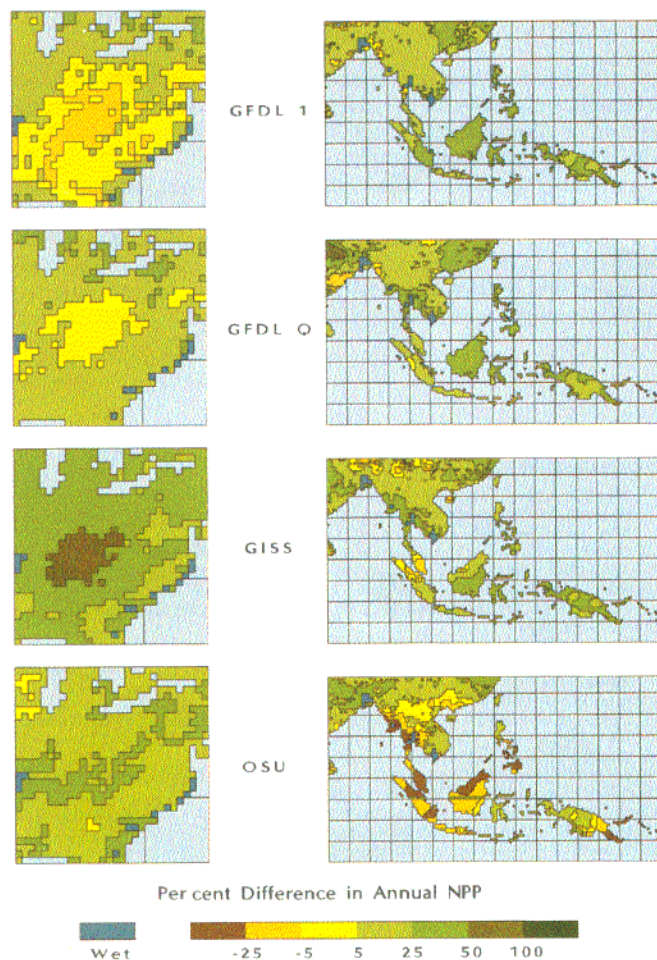 GFDL 1
GFDL Q
GISS
OSU
Per cent Difference in Annual NPP
Wet
-25 -5 5 25 50 100